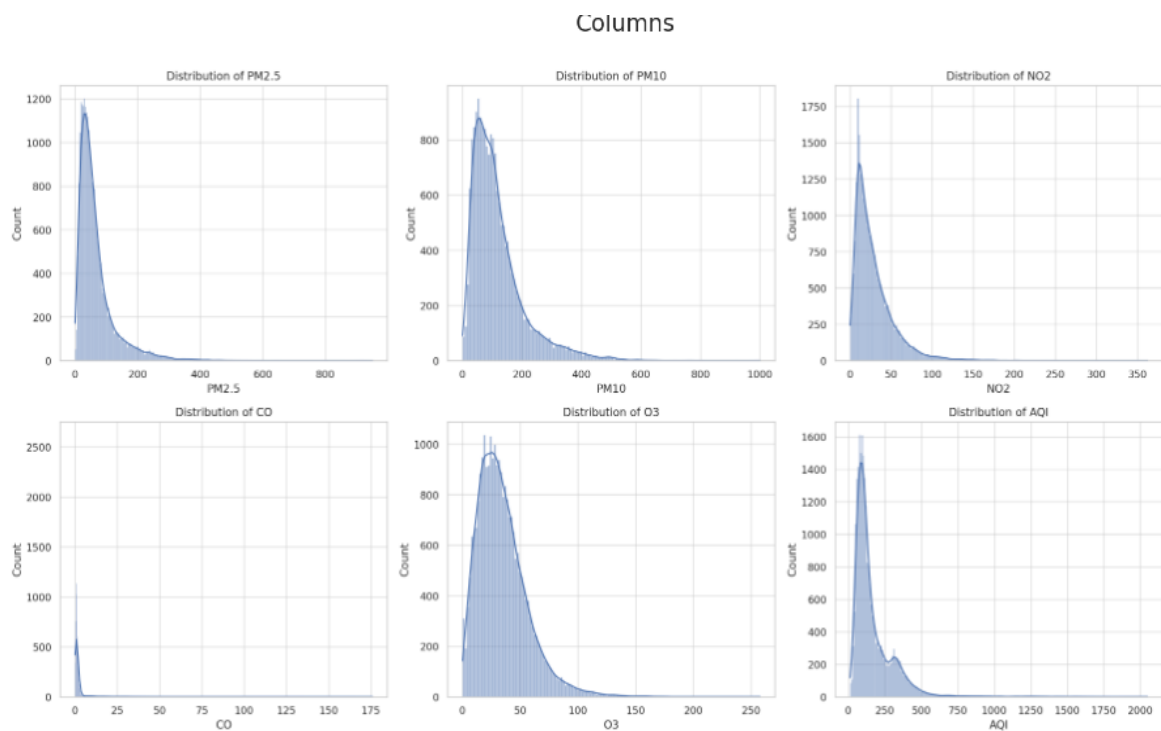 Columns
Distribution of PM2.5
Distribution of PM10
Distribution of NO2
1200
1000
800
600
400
200
0
Count
0 200 400 600 800
PM2.5
800
600
400
200
0
Count
0 200 400 600 800 1000
PM10
1750
1500
1250
1000
750
500
250
0
Count
0 50 100 150 200 250 300 350
NO2
Distribution of CO
Distribution of O3
Distribution of AQI
2500
2000
1500
1000
500
0
Count
0 25 50 75 100 125 150 175
CO
1000
800
600
400
200
0
Count
0 50 100 150 200 250
O3
1600
1400
1200
1000
800
600
400
200
0
Count
0 250 500 750 1000 1250 1500 1750 2000
AQI